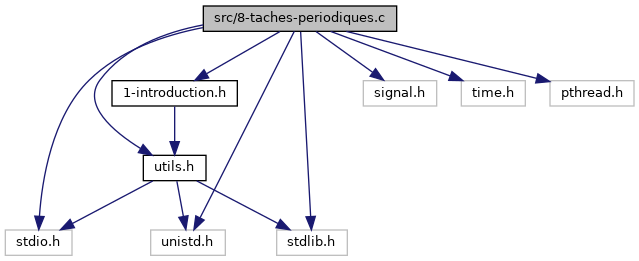 src/8-taches-periodiques.c
1-introduction.h
signal.h
time.h
pthread.h
utils.h
stdio.h
unistd.h
stdlib.h